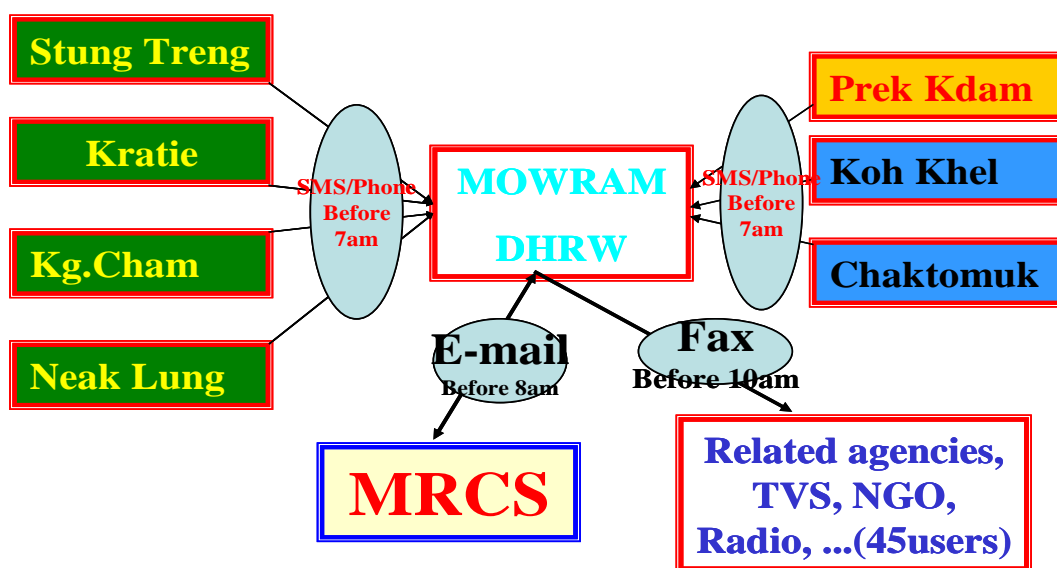 Stung Treng
Kratie
Kg.Cham
Neak Lung
SMS/Phone
Before
7am
MOWRAM
DHRW
SMS/Phone
Before
7am
Prek Kdam
Koh Khel
Chaktomuk
E-mail
Before 8am
Fax
Before 10am
MRCS
Related agencies,
TVS, NGO,
Radio, ...(45users)